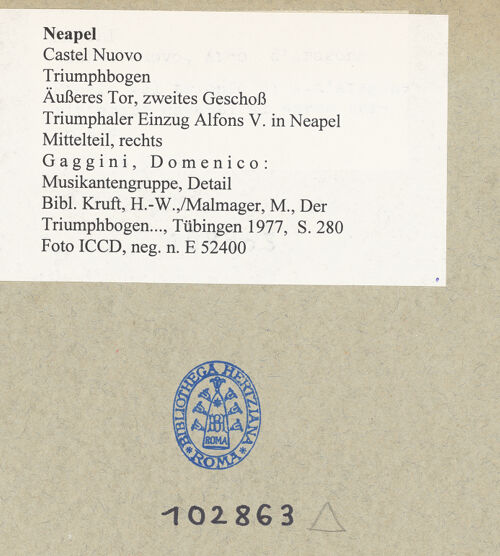 Neapel
Castel Nuovo
Triumphbogen
Äußeres Tor, zweites Geschoß
Triumphaler Einzug Alfons V. in Neapel
Mittelteil, rechts
Gaggini, Domenico:
Musikantengruppe, Detail
Bibl. Kruft, H.-W.,/Malmager, M., Der
Triumphbogen..., Tübingen 1977, S. 280
Foto ICCD, neg. n. E 52400
BIBLIOTHECA HERTZIANA
BH
ROMA
ROMA
102863